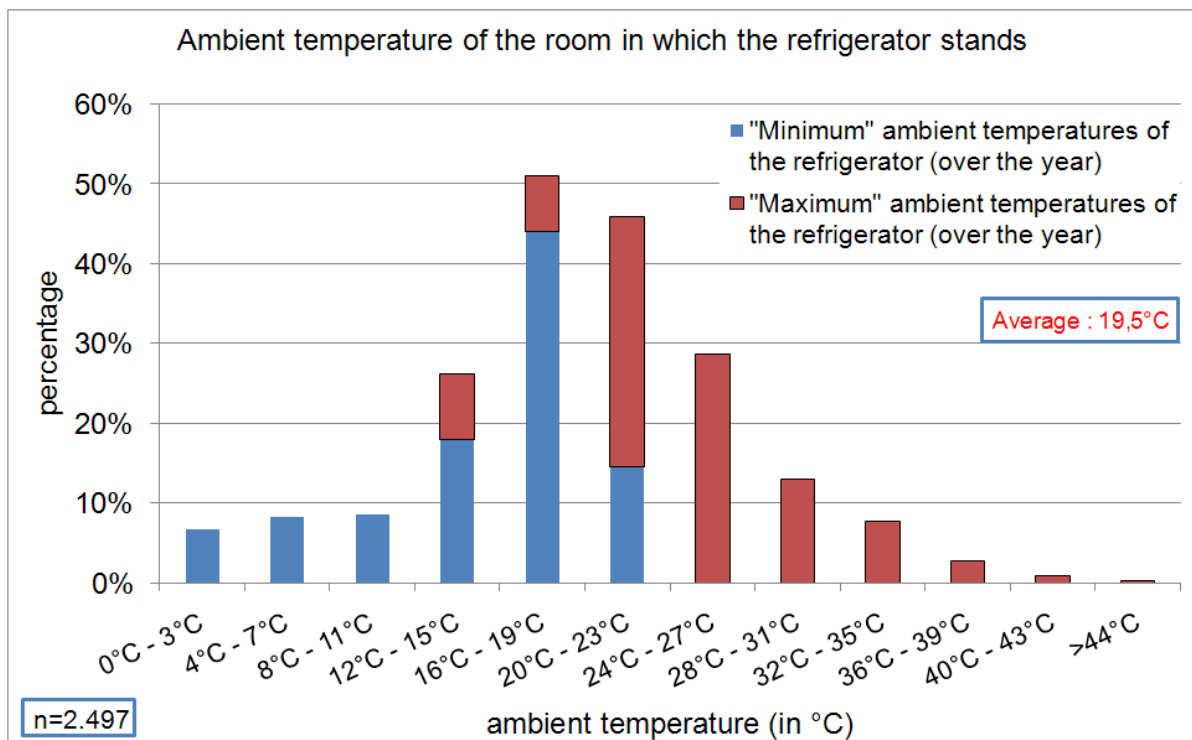 Ambient temperature of the room in which the refrigerator stands
60%
50%
40%
30%
20%
10%
0%
percentage
"Minimum" ambient temperatures of
the refrigerator (over the year)
"Maximum" ambient temperatures of
the refrigerator (over the year)
Average : 19,5°C
0°C - 3°C
4°C - 7°C
8°C - 11°C
12°C - 15°C
16°C - 19°C
20°C - 23°C
24°C - 27°C
28°C - 31°C
32°C - 35°C
36°C - 39°C
40°C - 43°C
>44°C
n=2.497
ambient temperature (in °C)